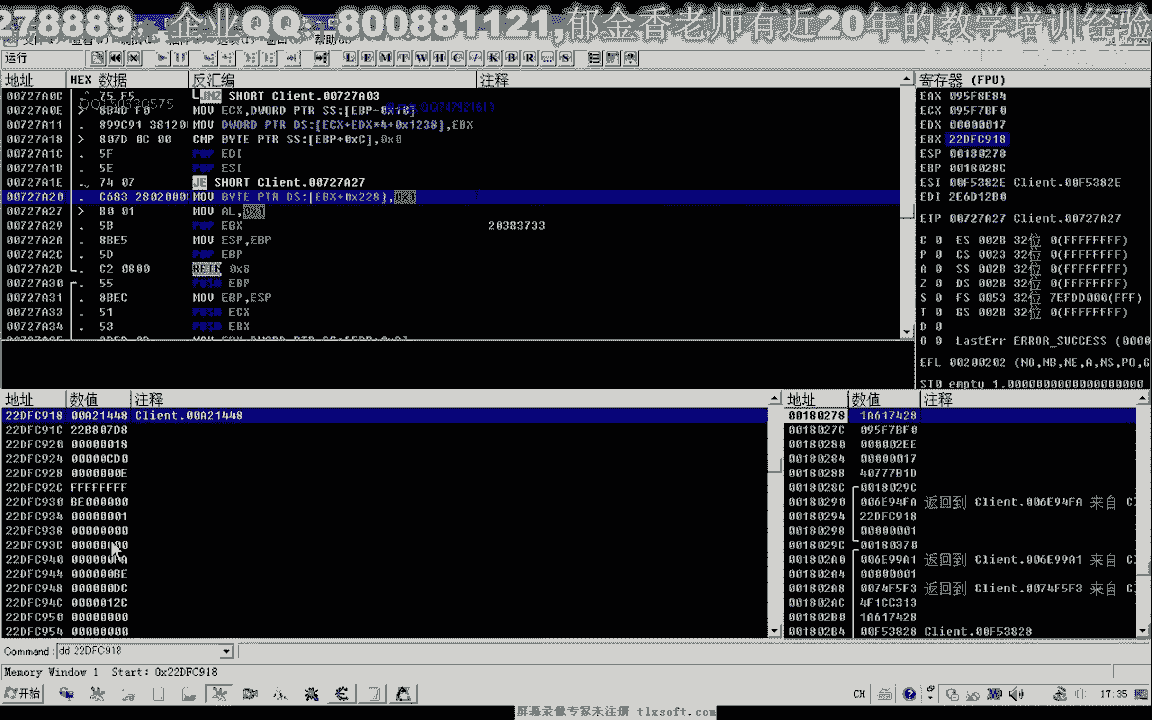 278889, 企业QQ: 800881121,郁金香老师有近20年的教学培训经验
运行
地址 HEX 数据 反汇编 注释
00727A0C 75 F5 SHORT Client.00727A03
00727A0E 8B4D F0 MOV ECX,DWORD PTR SS:[EBP-0x10]
00727A11 899C91 38120 MOV DWORD PTR DS:[ECX+EDX*4+0x1238],EBX
00727A18 > 807D 0C 00 CMP BYTE PTR SS:[EBP+0xC],0x0
00727A1C . 5F POP EDI
00727A1D . 5E POP ESI
00727A1E . 74 07 JE SHORT Client.00727A27
00727A20 . C683 28020000 MOV BYTE PTR DS:[EBX+0x228],
00727A27 > B0 01 MOV AL,
00727A29 . 5B POP EBX 20383733
00727A2A . 8BE5 MOV ESP,EBP
00727A2C . 5D POP EBP
00727A2D . C2 0800 RETN 0x8
00727A30 . 55 PUSH EBP
00727A31 . 8BEC MOV EBP,ESP
00727A33 . 51 PUSH ECX
00727A34 . 53 PUSH EBX
寄存器 (FPU)
EAX 095F8E84
ECX 095F7BF0
EDX 00000017
EBX 22DFC918
ESP 00180278
EBP 0018028C
ESI 00F5382E Client.00F5382E
EDI 2E6D12B0
EIP 00727A27 Client.00727A27
C 0 ES 002B 32位 0(FFFFFFFF)
P 0 CS 0023 32位 0(FFFFFFFF)
A 0 SS 002B 32位 0(FFFFFFFF)
Z 0 DS 002B 32位 0(FFFFFFFF)
S 0 FS 0053 32位 7EFDD000(FFF)
T 0 GS 002B 32位 0(FFFFFFFF)
D 0
O 0 LastErr ERROR_SUCCESS (0000
EFL 00200202 (NO,NB,NE,A,NS,PO,G
ST0 empty 1.0000000000000000000
地址 数值 注释
22DFC918 00A21448 Client.00A21448
22DFC91C 22B807D8
22DFC920 00000018
22DFC924 00000CD0
22DFC928 0000000E
22DFC92C FFFFFFFF
22DFC930 BE000000
22DFC934 00000001
22DFC938 00000000
22DFC93C 00000000
22DFC940
22DFC944 000000BE
22DFC948 000000DC
22DFC94C 0000012C
22DFC950 00000000
22DFC954 00000000
地址 数值 注释
00180278 1A617428
0018027C 095F7BF0
00180280 000002EE
00180284 00000017
00180288 40777B1D
0018028C 0018029C
00180290 006E94FA 返回到 Client.006E94FA 来自 C
00180294 22DFC918
00180298 00000001
0018029C 0018037B
001802A0 006E99A1 返回到 Client.006E99A1 来自 C
001802A4 00000001
001802A8 0074F5F3 返回到 Client.0074F5F3 来自 C
001802AC 4F1CC313
001802B0 1A617428
001802B4 00F53828 Client.00F53828
Command: dd 22DFC918
Memory Window 1 Start: 0x22DFC918
开始 CH 17:35
屏幕录像专家未注册 tlxsoft.com